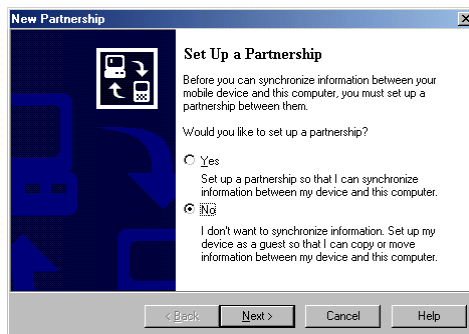 New Partnership
Set Up a Partnership
Before you can synchronize information between your
mobile device and this computer, you must set up a
partnership between them.
Would you like to set up a partnership?
Yes
Set up a partnership so that I can synchronize
information between my device and this computer.
No
I don't want to synchronize information. Set up my
device as a guest so that I can copy or move
information between my device and this computer.
< Back Next > Cancel Help